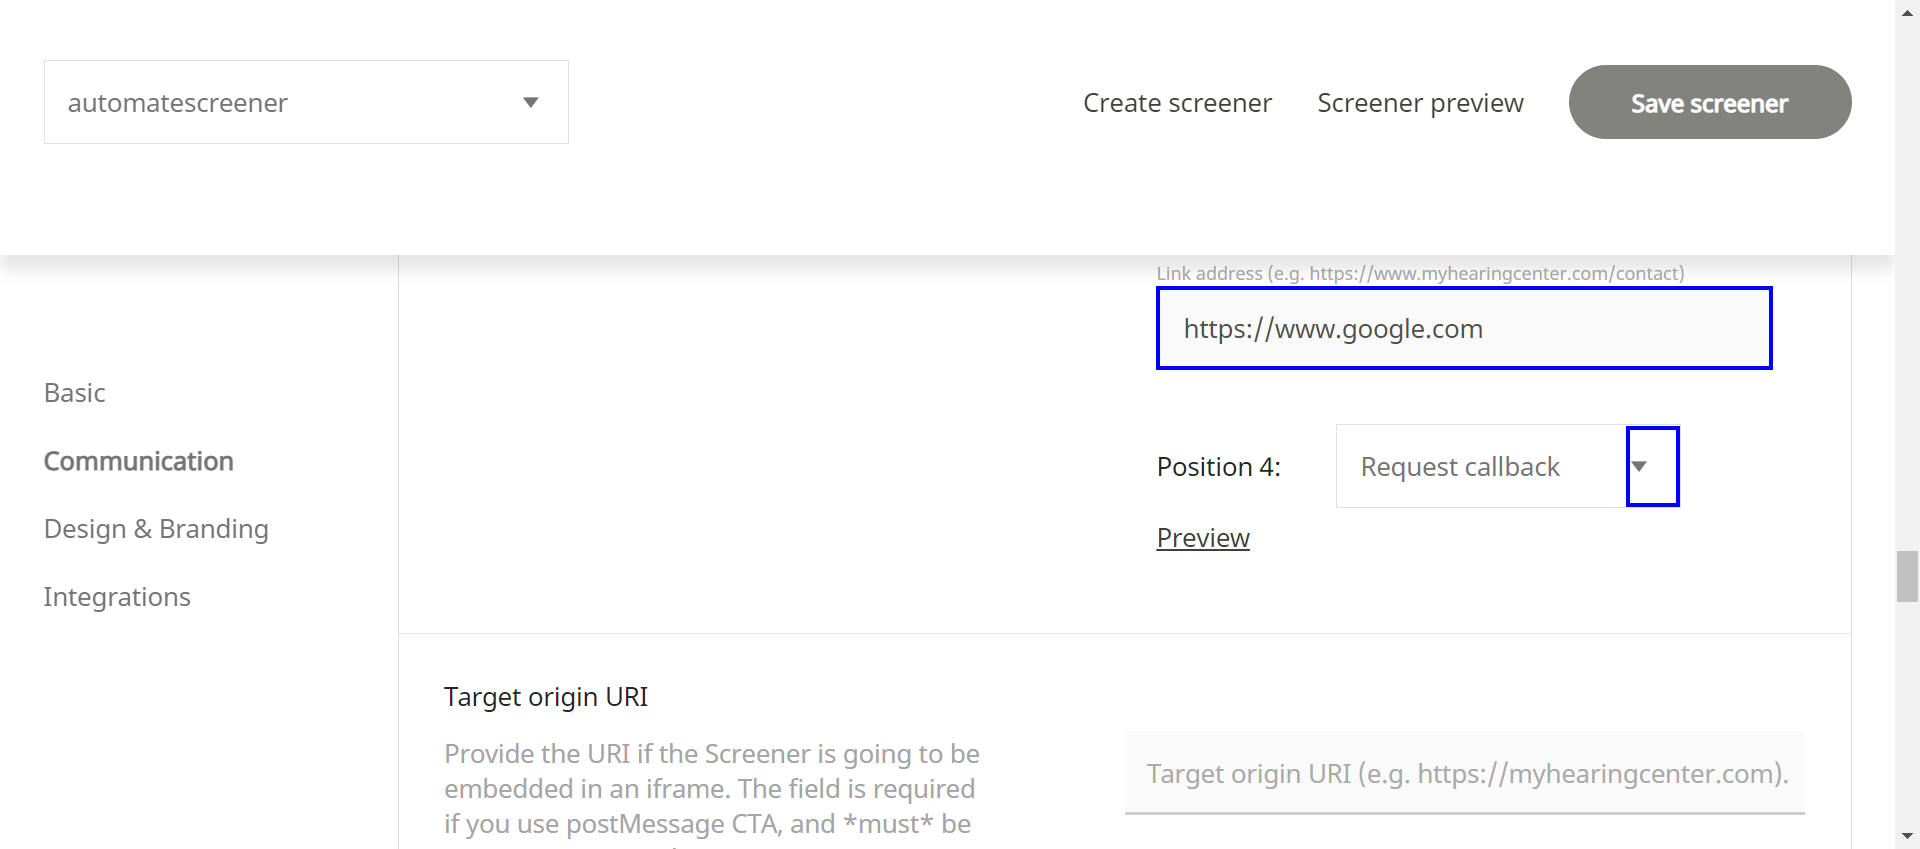 automatescreener
Create screener
Screener preview
Save screener
Link address (e.g. https://www.myhearingcenter.com/contact)
https://www.google.com
Basic
Communication
Design & Branding
Integrations
Position 4:
Request callback
Preview
Target origin URI
Provide the URI if the Screener is going to be
embedded in an iframe. The field is required
if you use postMessage CTA, and *must* be
Target origin URI (e.g. https://myhearingcenter.com).